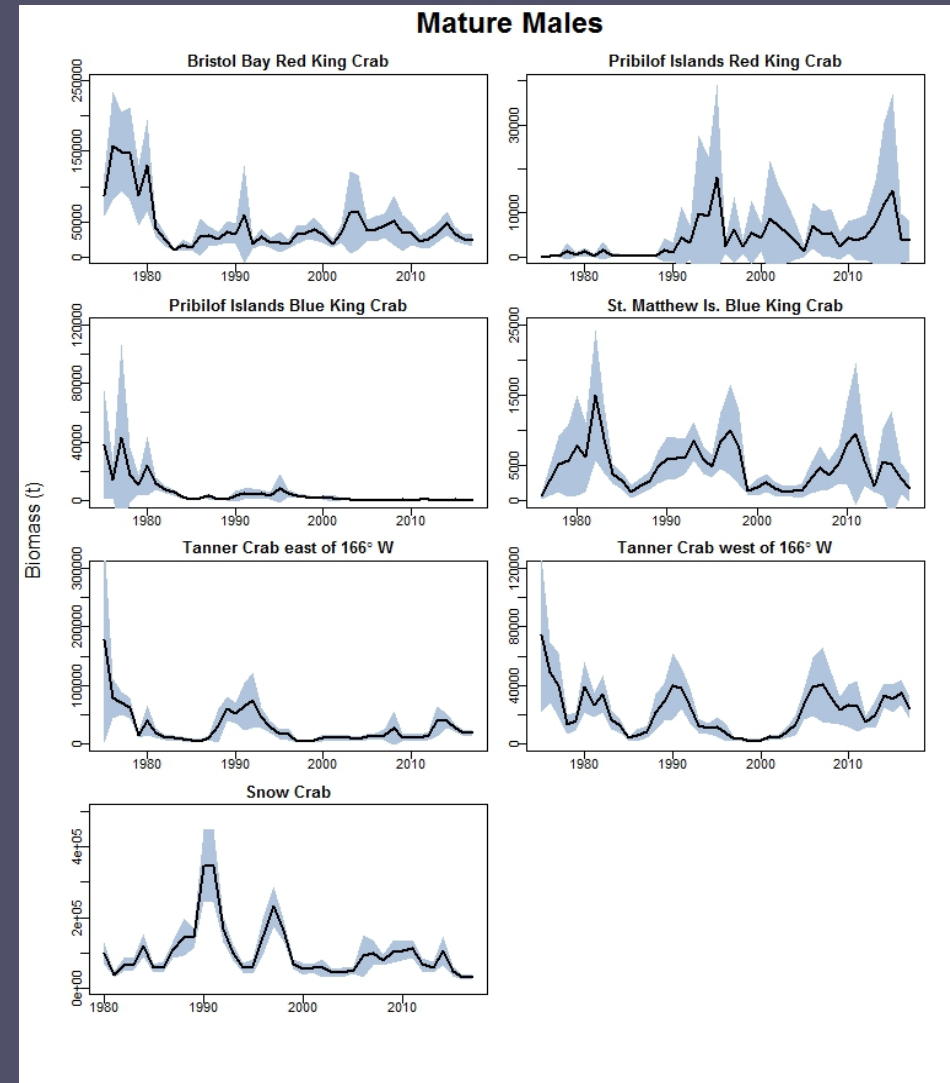 Mature Males
Bristol Bay Red King Crab
250000
150000
50000
0
1980 1990 2000 2010
Pribilof Islands Red King Crab
30000
10000
0
1980 1990 2000 2010
Pribilof Islands Blue King Crab
120000
80000
40000
0
1980 1990 2000 2010
St. Matthew Is. Blue King Crab
25000
15000
5000
0
1980 1990 2000 2010
Biomass (t)
Tanner Crab east of 166° W
300000
200000
100000
0
1980 1990 2000 2010
Tanner Crab west of 166° W
120000
80000
40000
0
1980 1990 2000 2010
Snow Crab
4e+05
2e+05
0e+00
1980 1990 2000 2010